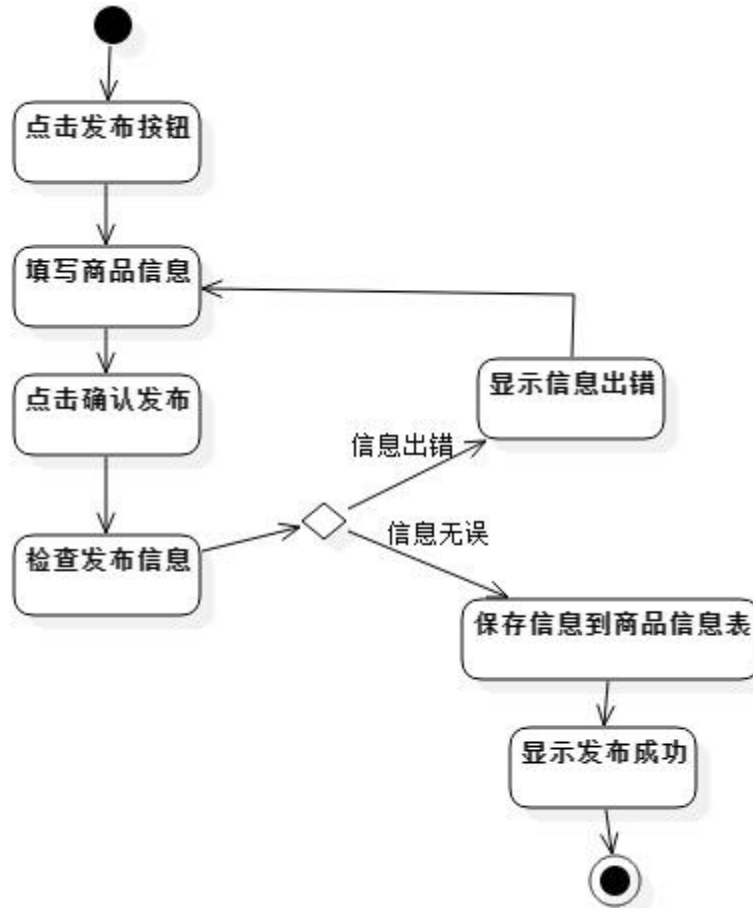 点击发布按钮
填写商品信息
点击确认发布
显示信息出错
信息出错
检查发布信息
信息无误
保存信息到商品信息表
显示发布成功